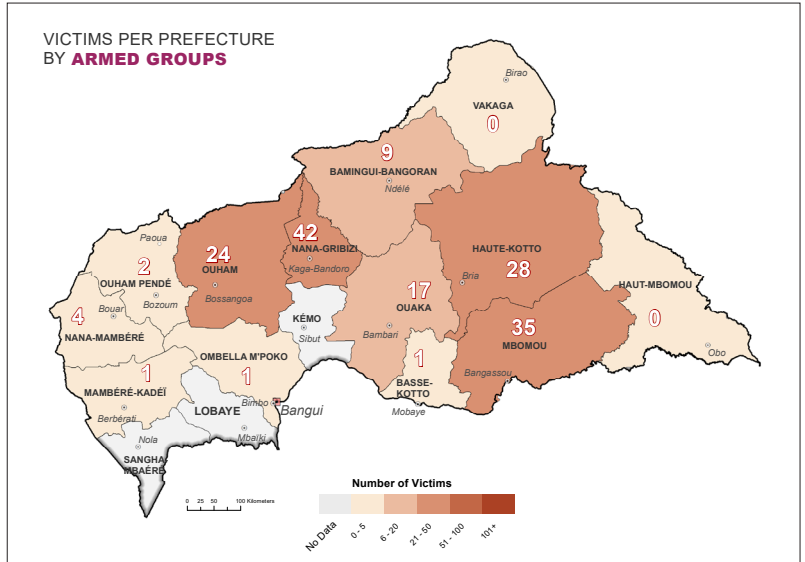 VICTIMS PER PREFECTURE
BY ARMED GROUPS
Birao
VAKAGA
0
9
BAMINGUI-BANGORAN
Ndélé
42
NANA-GRIBIZI
Kaga-Bandoro
24
OUHAM
Bossangoa
Paoua
2
OUHAM PENDÉ
Bozoum
HAUTE-KOTTO
28
Bria
HAUT-MBOMOU
0
Obo
17
OUAKA
Bambari
4
Bouar
NANA-MAMBÉRÉ
KÉMO
Sibut
35
MBOMOU
Bangassou
OMBELLA M'POKO
1
Bimbo
Bangui
1
BASSE-
KOTTO
Mobaye
1
MAMBÉRÉ-KADÉÏ
Berbérati
LOBAYE
Mbaïki
Nola
SANGHA-
MBAÉRÉ
0 25 50 100 Kilometers
Number of Victims
No Data
0 - 5
6 - 20
21 - 50
51 - 100
101+